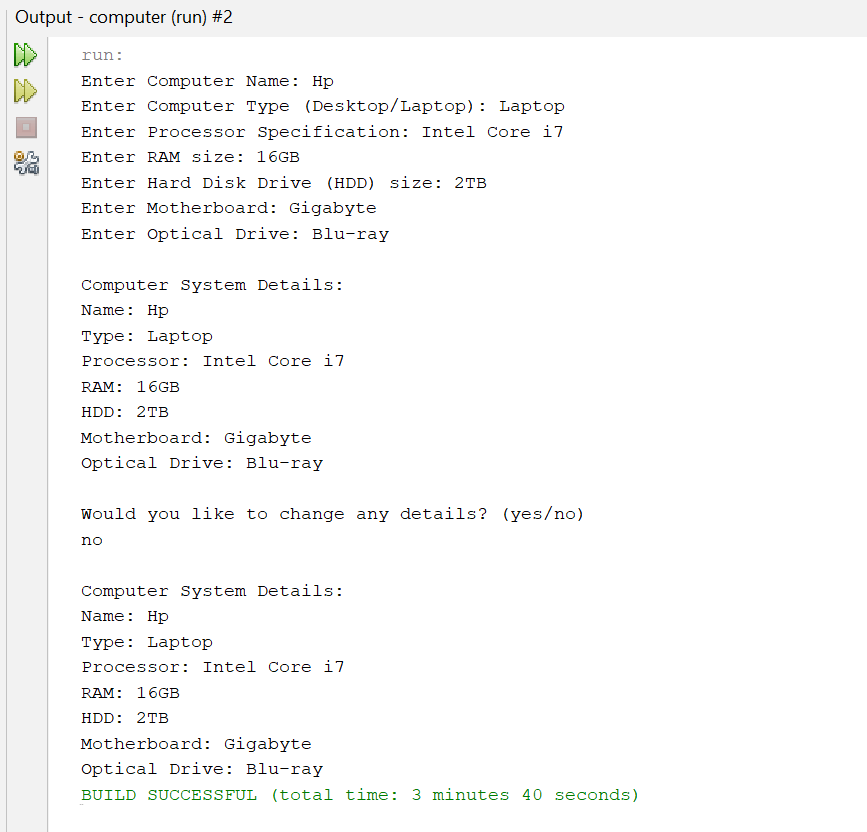 Output - computer (run) #2
run:
Enter Computer Name: Hp
Enter Computer Type (Desktop/Laptop): Laptop
Enter Processor Specification: Intel Core i7
Enter RAM size: 16GB
Enter Hard Disk Drive (HDD) size: 2TB
Enter Motherboard: Gigabyte
Enter Optical Drive: Blu-ray
Computer System Details:
Name: Hp
Type: Laptop
Processor: Intel Core i7
RAM: 16GB
HDD: 2TB
Motherboard: Gigabyte
Optical Drive: Blu-ray
Would you like to change any details? (yes/no)
no
Computer System Details:
Name: Hp
Type: Laptop
Processor: Intel Core i7
RAM: 16GB
HDD: 2TB
Motherboard: Gigabyte
Optical Drive: Blu-ray
BUILD SUCCESSFUL (total time: 3 minutes 40 seconds)